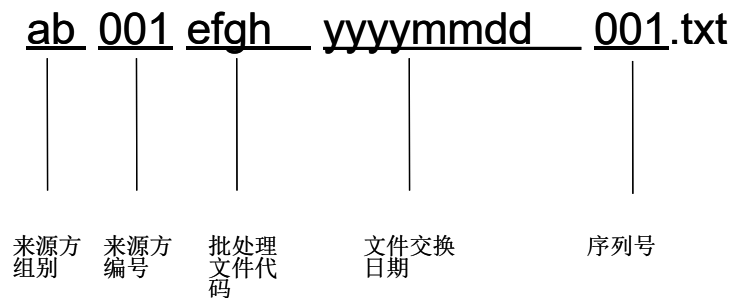 ab 001 efgh yyyymmdd 001.txt
来源方 来源方 批处理 文件交换 序列号
组别 编号 文件代 日期
码